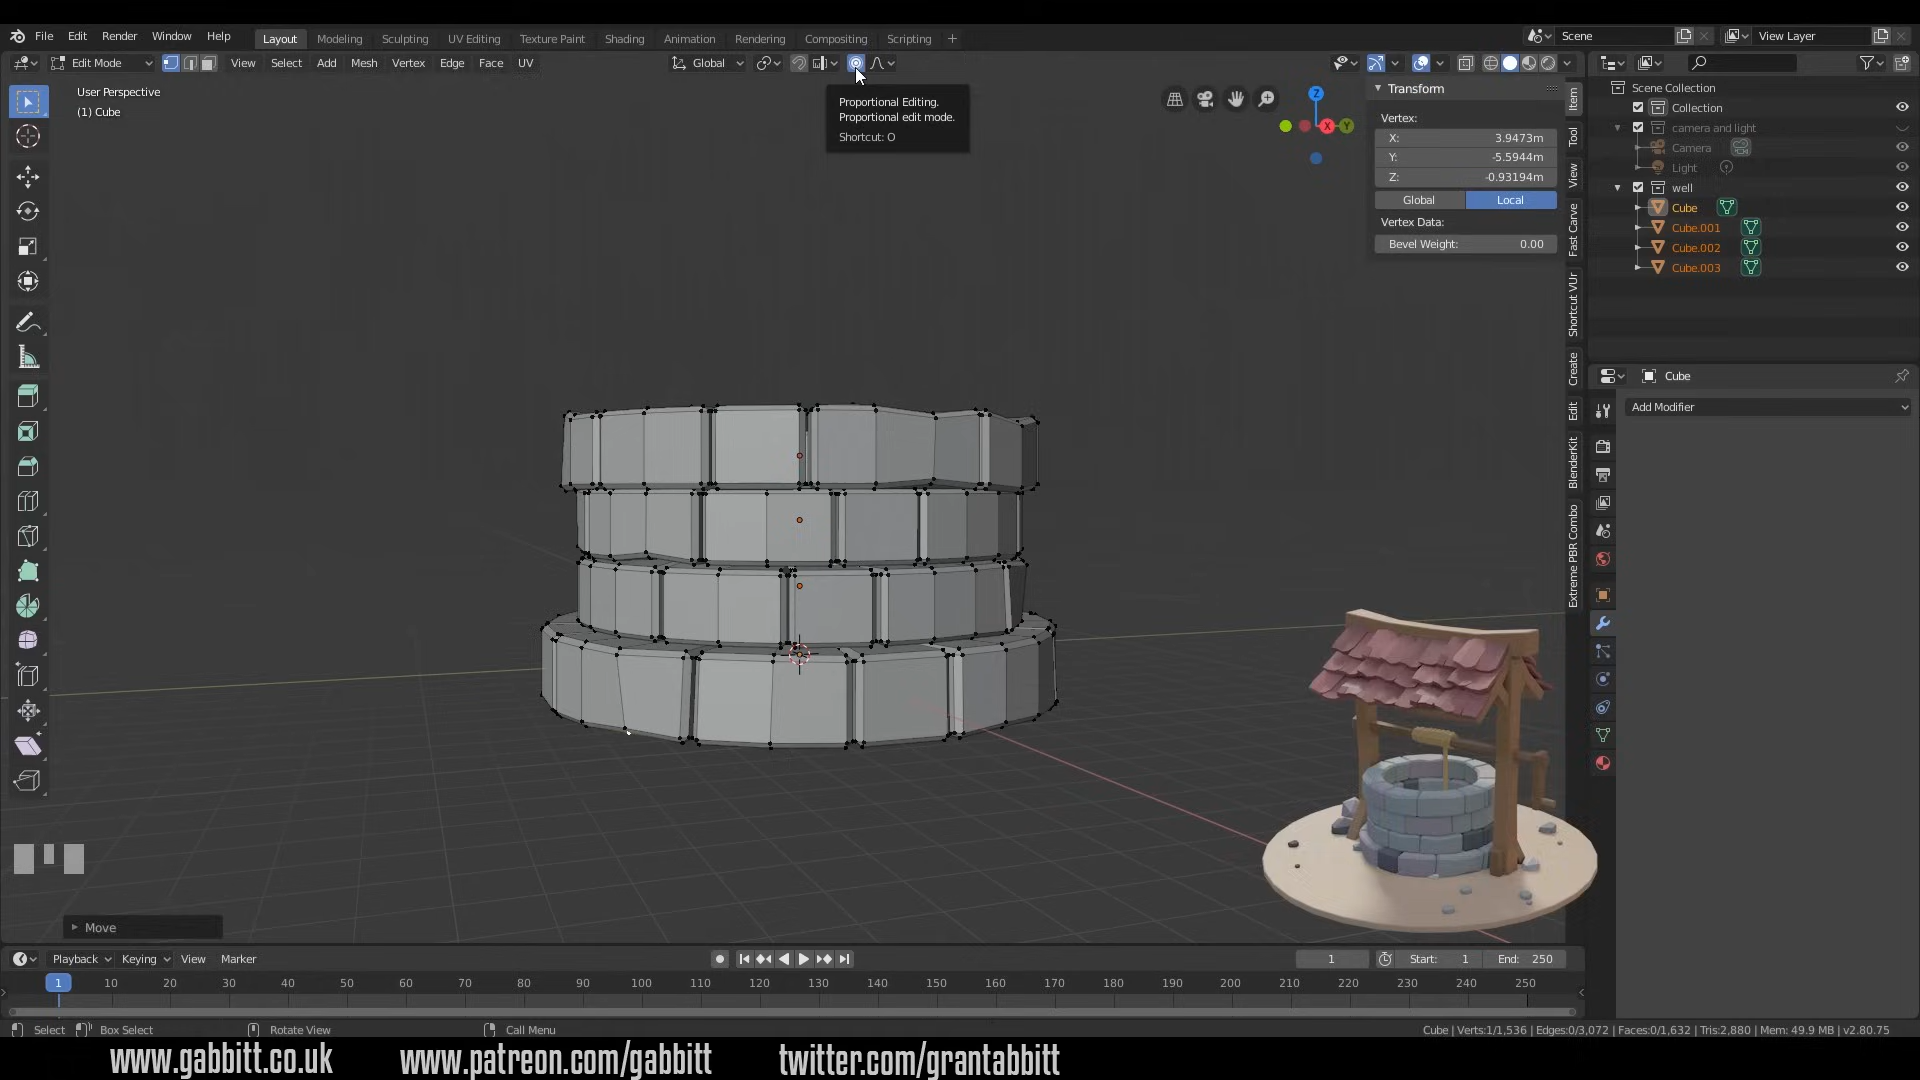 File Edit Render Window Help Layout Modeling Sculpting UV Editing Texture Paint Shading Animation Rendering Compositing Scripting + Scene View Layer
Edit Mode View Select Add Mesh Vertex Edge Face UV Global
User Perspective
(1) Cube
Proportional Editing.
Proportional edit mode.
Shortcut: O
Z
X
Y
Transform
Vertex:
X: 3.9473m
Y: -5.5944m
Z: -0.93194m
Global Local
Vertex Data:
Bevel Weight: 0.00
Item
Tool
View
Fast Carve
Shortcut VUr
Create
Edit
BlenderKit
Extreme PBR Combo
Scene Collection
Collection
camera and light
Camera
Light
well
Cube
Cube.001
Cube.002
Cube.003
Cube
Add Modifier
Move
Playback Keying View Marker 1 Start: 1 End: 250
1 10 20 30 40 50 60 70 80 90 100 110 120 130 140 150 160 170 180 190 200 210 220 230 240 250
Select Box Select Rotate View Call Menu Cube | Verts:1/1,536 | Edges:0/3,072 | Faces:0/1,632 | Tris:2,880 | Mem: 49.9 MB | v2.80.75
www.gabbitt.co.uk www.patreon.com/gabbitt twitter.com/grantabbitt